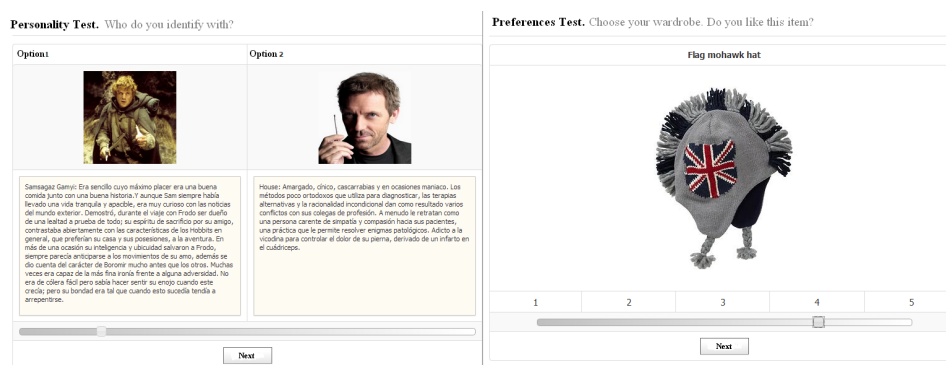 Personality Test. Who do you identify with?
Option1
Option 2
Samsagaz Gamyi: Era sencillo cuyo máximo placer era una buena
comida junto con una buena historia.Y aunque Sam siempre había
llevado una vida tranquila y apacible, era muy curioso con las noticias
del mundo exterior. Demostró, durante el viaje con Frodo ser dueño
de una lealtad a prueba de todo; su espíritu de sacrificio por su amigo,
contrastaba abiertamente con las características de los Hobbits en
general, que preferían su casa y sus posesiones, a la aventura. En
más de una ocasión su inteligencia y ubicuidad salvaron a Frodo,
siempre parecía anticiparse a los movimientos de su amo, además se
dio cuenta del carácter de Boromir mucho antes que los otros. Muchas
veces era capaz de la más fina ironía frente a alguna adversidad. No
era de cólera fácil pero sabía hacer sentir su enojo cuando este
crecía; pero su bondad era tal que cuando esto sucedía tendía a
arrepentirse.
House: Amargado, cínico, cascarrabias y en ocasiones maniaco. Los
métodos poco ortodoxos que utiliza para diagnosticar, las terapias
alternativas y la racionalidad incondicional dan como resultado varios
conflictos con sus colegas de profesión. A menudo le retratan como
una persona carente de simpatía y compasión hacia sus pacientes,
una práctica que le permite resolver enigmas patológicos. Adicto a la
vicodina para controlar el dolor de su pierna, derivado de un infarto en
el cuádriceps.
Next
Preferences Test. Choose your wardrobe. Do you like this item?
Flag mohawk hat
1 2 3 4 5
Next